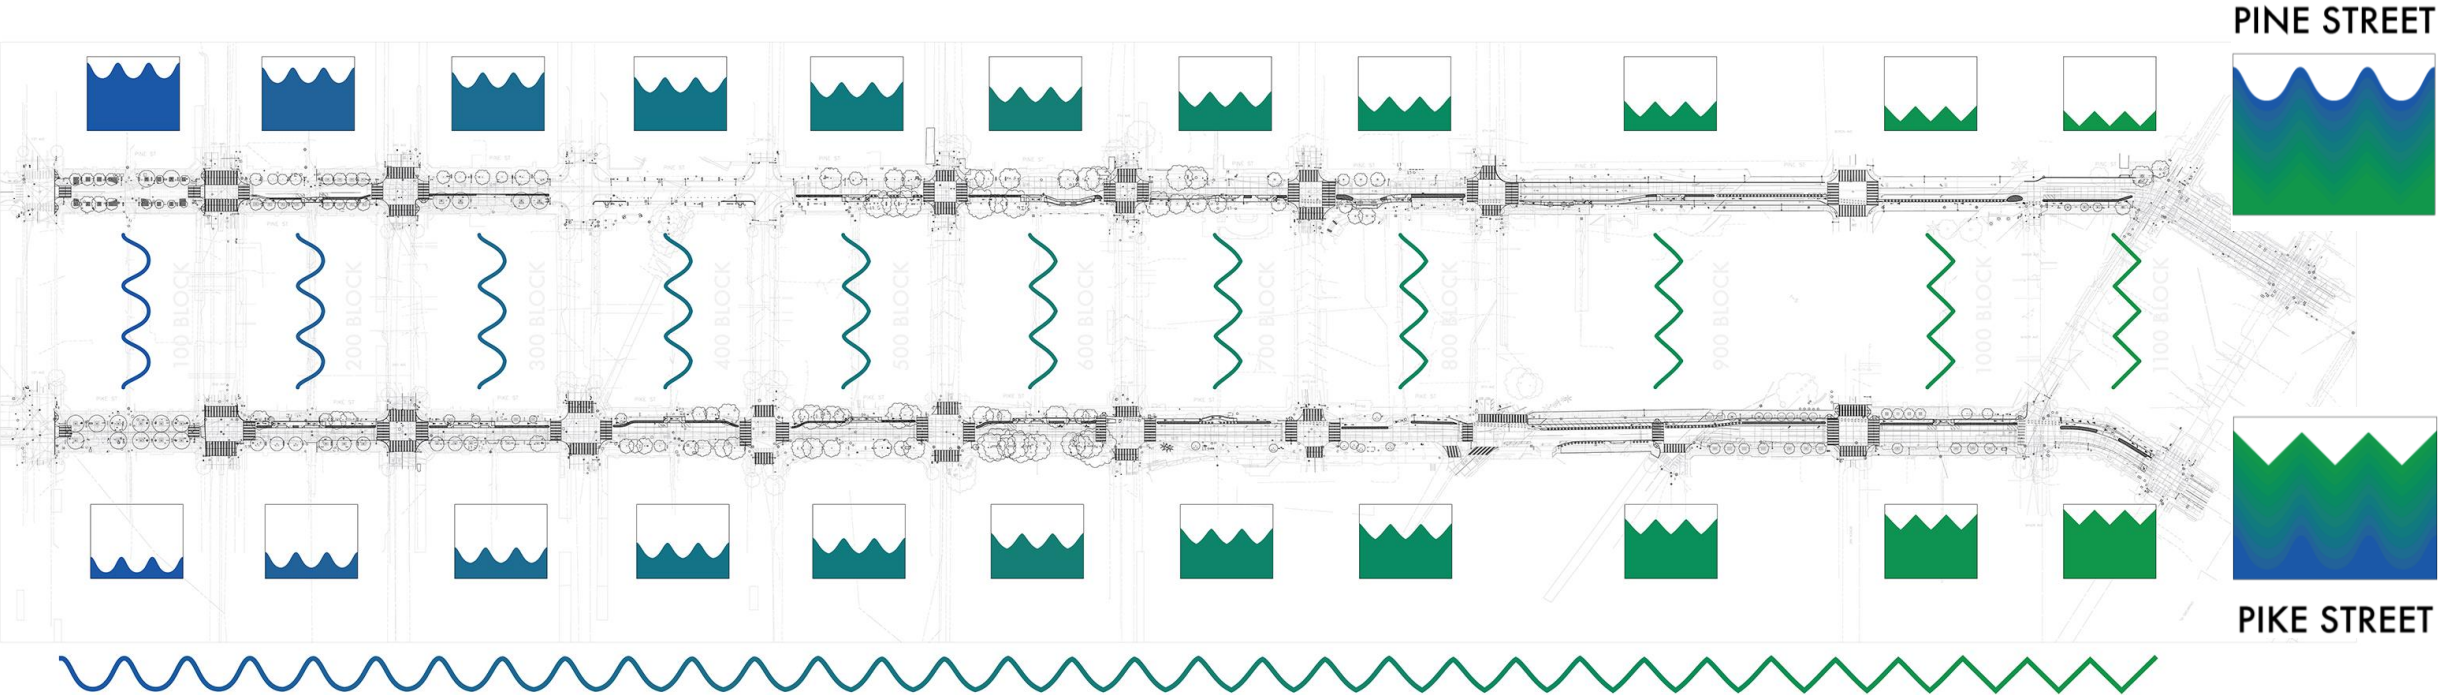 PINE STREET
100 BLOCK
200 BLOCK
300 BLOCK
400 BLOCK
500 BLOCK
600 BLOCK
700 BLOCK
800 BLOCK
900 BLOCK
1000 BLOCK
1100 BLOCK
PIKE STREET